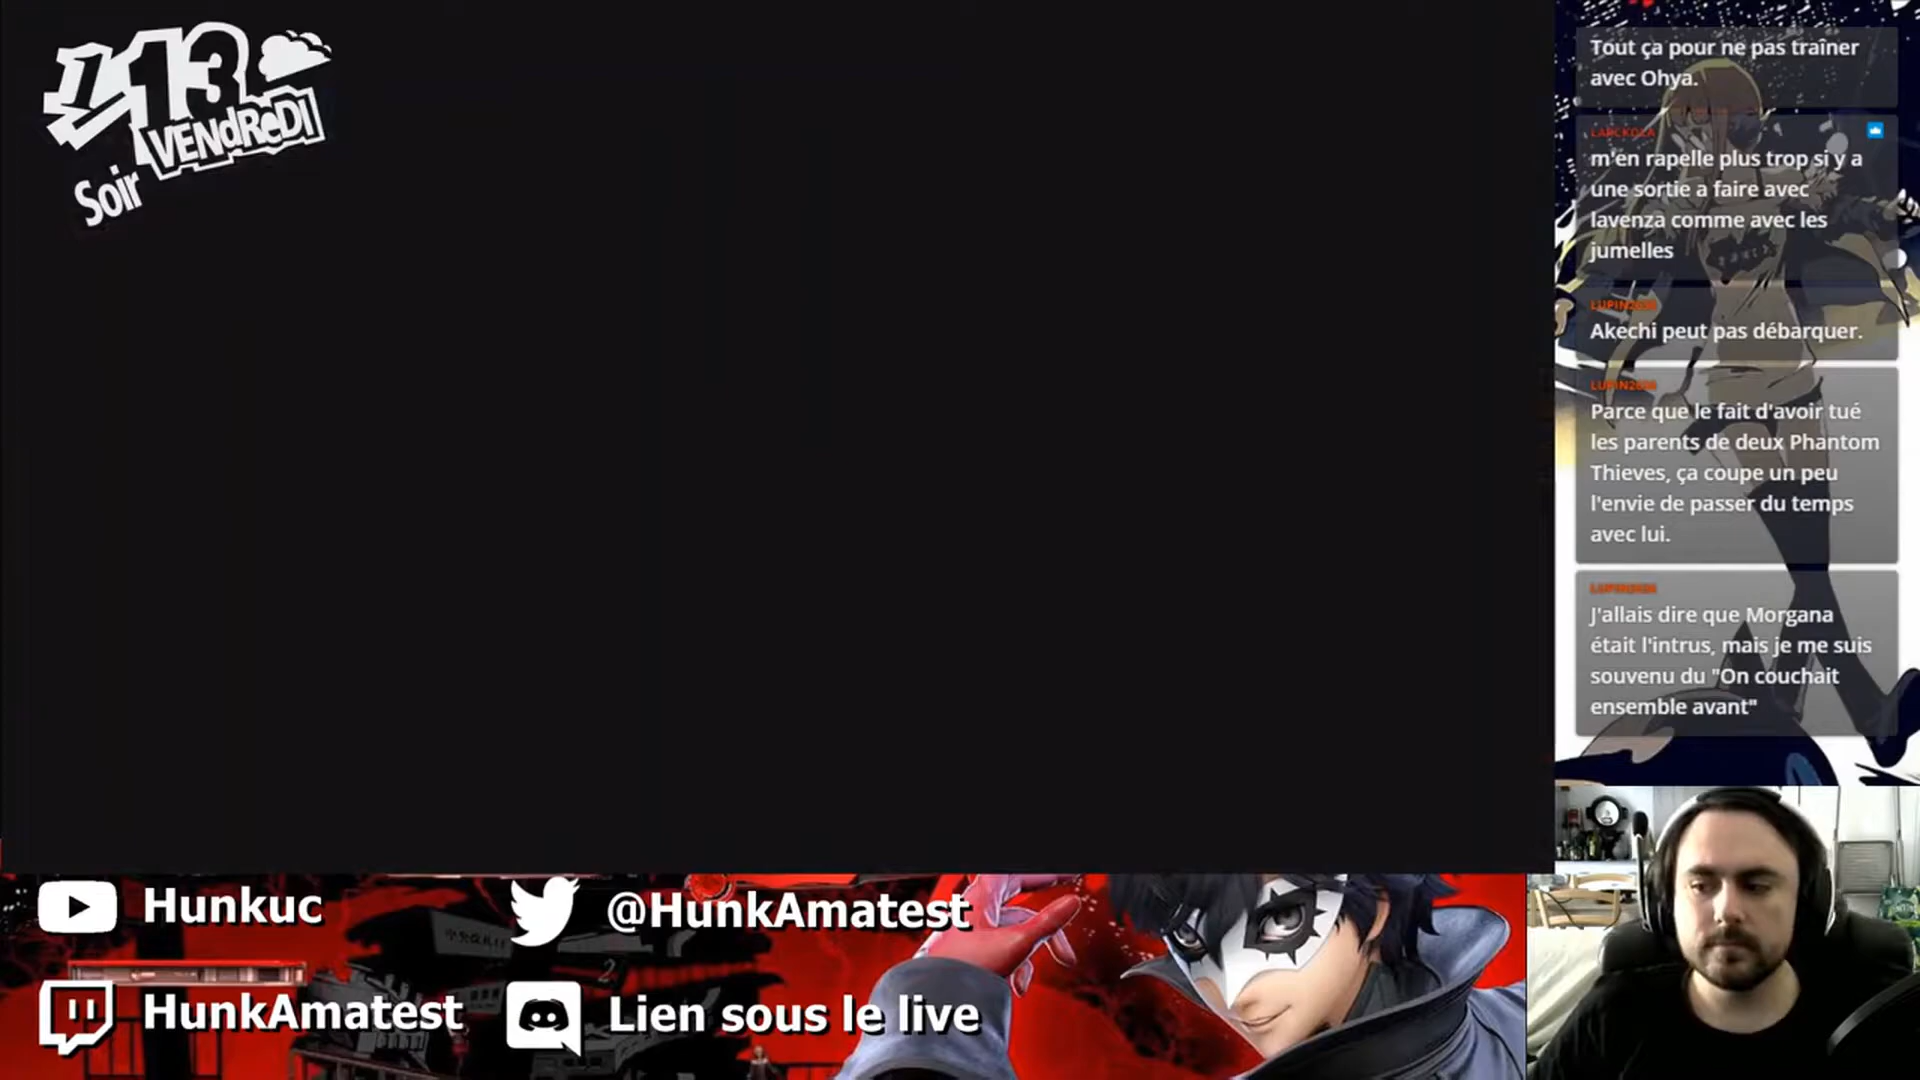 1/13
VENdReDI
Soir
Tout ça pour ne pas traîner
avec Ohya.
m'en rapelle plus trop si y a
une sortie a faire avec
lavenza comme avec les
jumelles
Akechi peut pas débarquer.
Parce que le fait d'avoir tué
les parents de deux Phantom
Thieves, ça coupe un peu
l'envie de passer du temps
avec lui.
J'allais dire que Morgana
était l'intrus, mais je me suis
souvenu du "On couchait
ensemble avant"
Hunkuc
@HunkAmatest
HunkAmatest
Lien sous le live